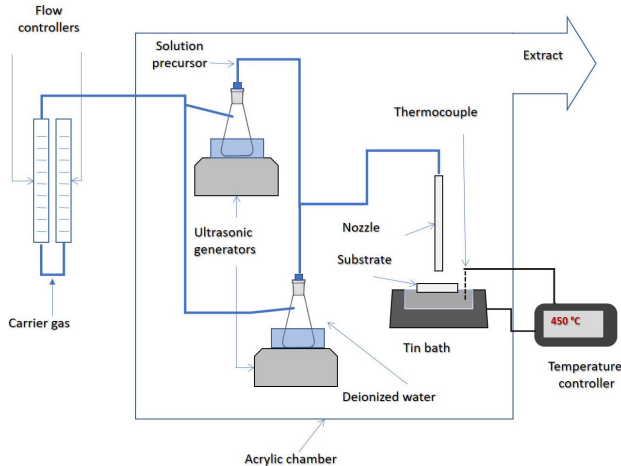 Flow
controllers
Solution
precursor
Extract
Thermocouple
Nozzle
Ultrasonic
generators
Substrate
Carrier gas
450 °C
Tin bath
Temperature
controller
Deionized water
Acrylic chamber